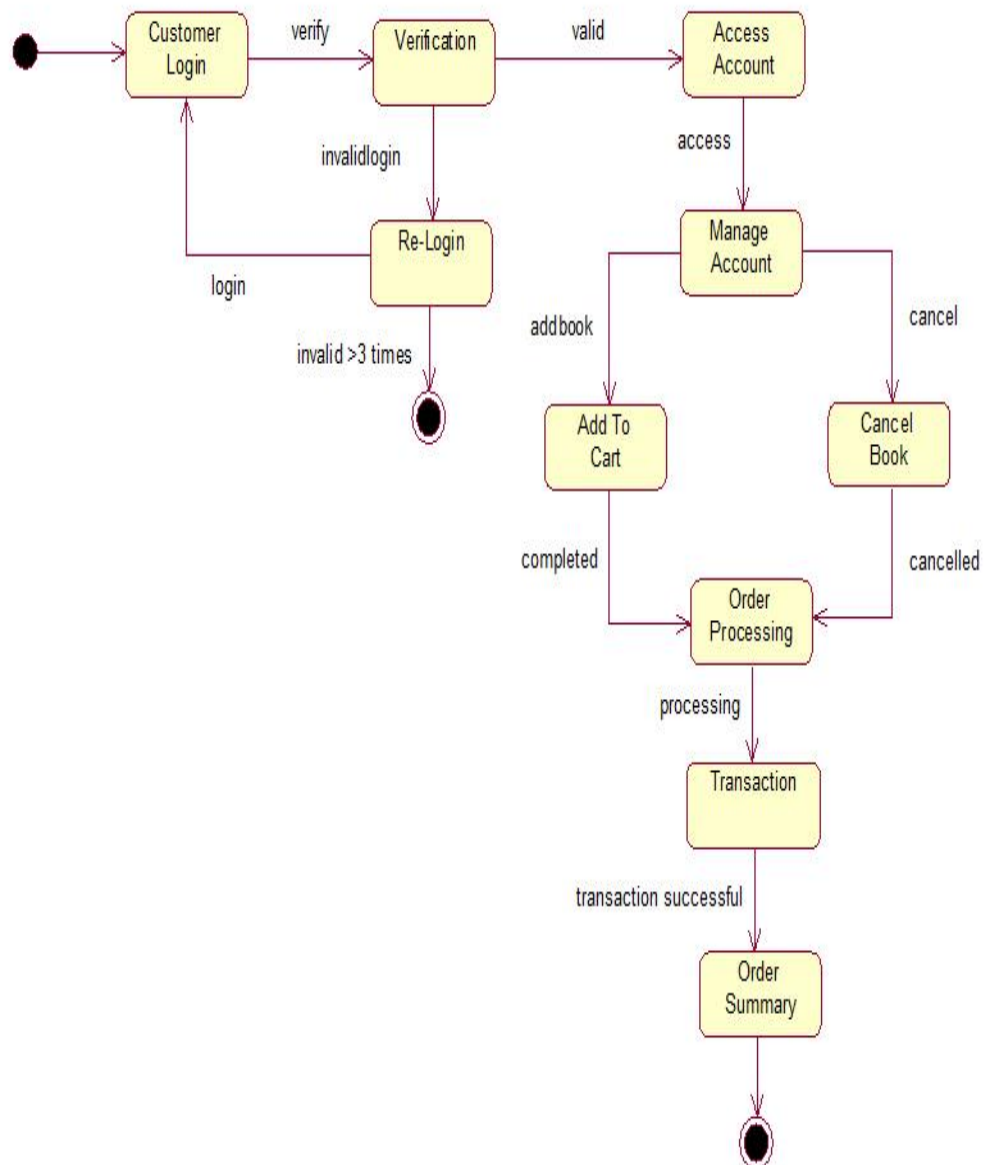 Customer
Login
verify
Verification
valid
Access
Account
invalidlogin
access
Re-Login
Manage
Account
login
addbook
cancel
invalid >3 times
Add To
Cart
Cancel
Book
completed
cancelled
Order
Processing
processing
Transaction
transaction successful
Order
Summary